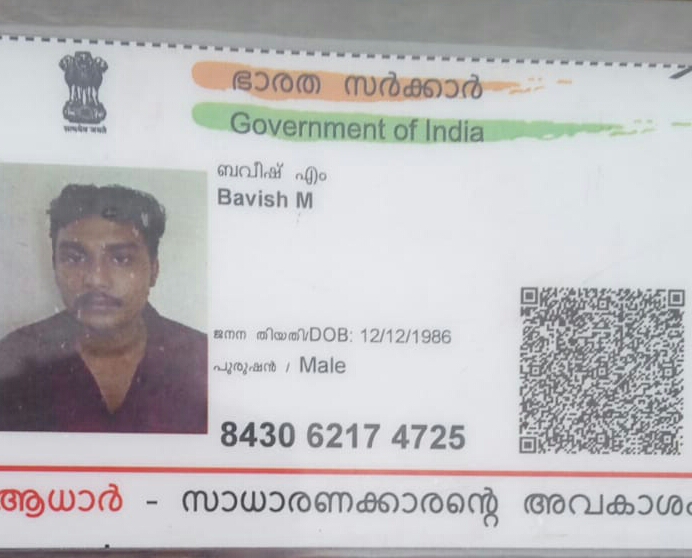 सत्यमेव जयते
ഭാരത സർക്കാർ
Government of India
ബവീഷ് എം
Bavish M
ജനന തിയതി/DOB: 12/12/1986
പുരുഷൻ / Male
8430 6217 4725
ആധാർ - സാധാരണക്കാരന്റെ അവകാശം